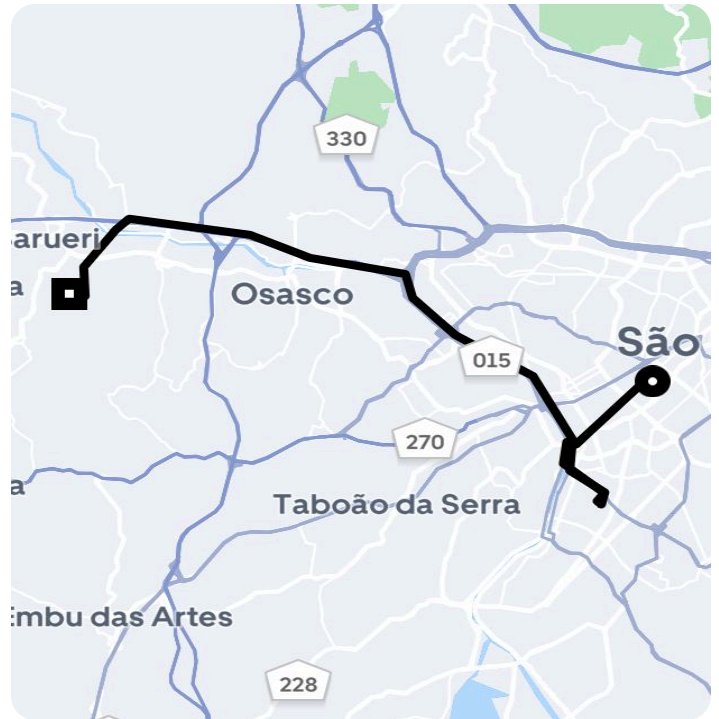 330
arueri
a
Osasco
São
015
270
a
Taboão da Serra
Embu das Artes
228